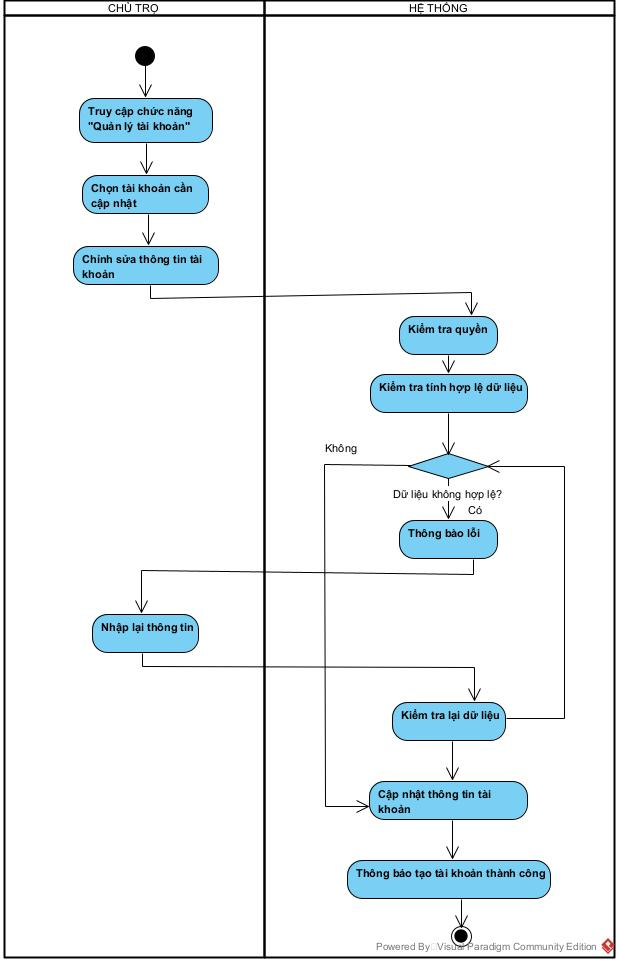 CHỦ TRỌ
HỆ THỐNG
Truy cập chức năng
"Quản lý tài khoản"
Chọn tài khoản cần
cập nhật
Chỉnh sửa thông tin tài
khoản
Kiểm tra quyền
Kiểm tra tính hợp lệ dữ liệu
Không
Dữ liệu không hợp lệ?
Có
Thông bào lỗi
Nhập lại thông tin
Kiểm tra lại dữ liệu
Cập nhật thông tin tài
khoản
Thông báo tạo tài khoản thành công
Powered By Visual Paradigm Community Edition